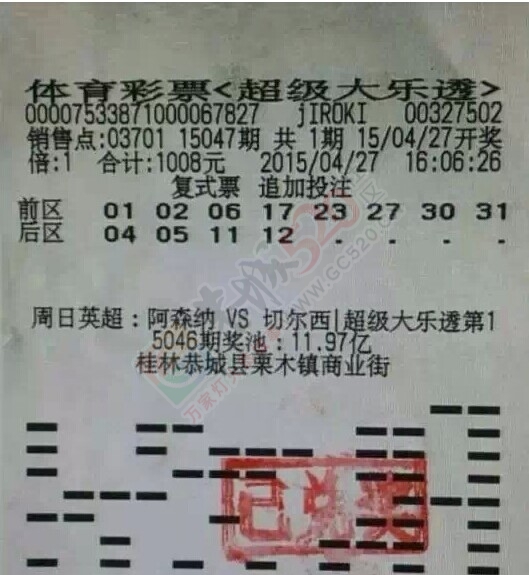 体育彩票<超级大乐透>
00007533871000067827 jIROKI 00327502
销售点:03701 15047期 共 1期 15/04/27开奖
倍:1 合计:1008元 2015/04/27 16:06:26
复式票 追加投注
前区 01 02 06 17 23 27 30 31
后区 04 05 11 12 . . . .
周日英超：阿森纳 VS 切尔西|超级大乐透第1
5046期奖池：11.97亿
桂林恭城县栗木镇商业街
已兑奖